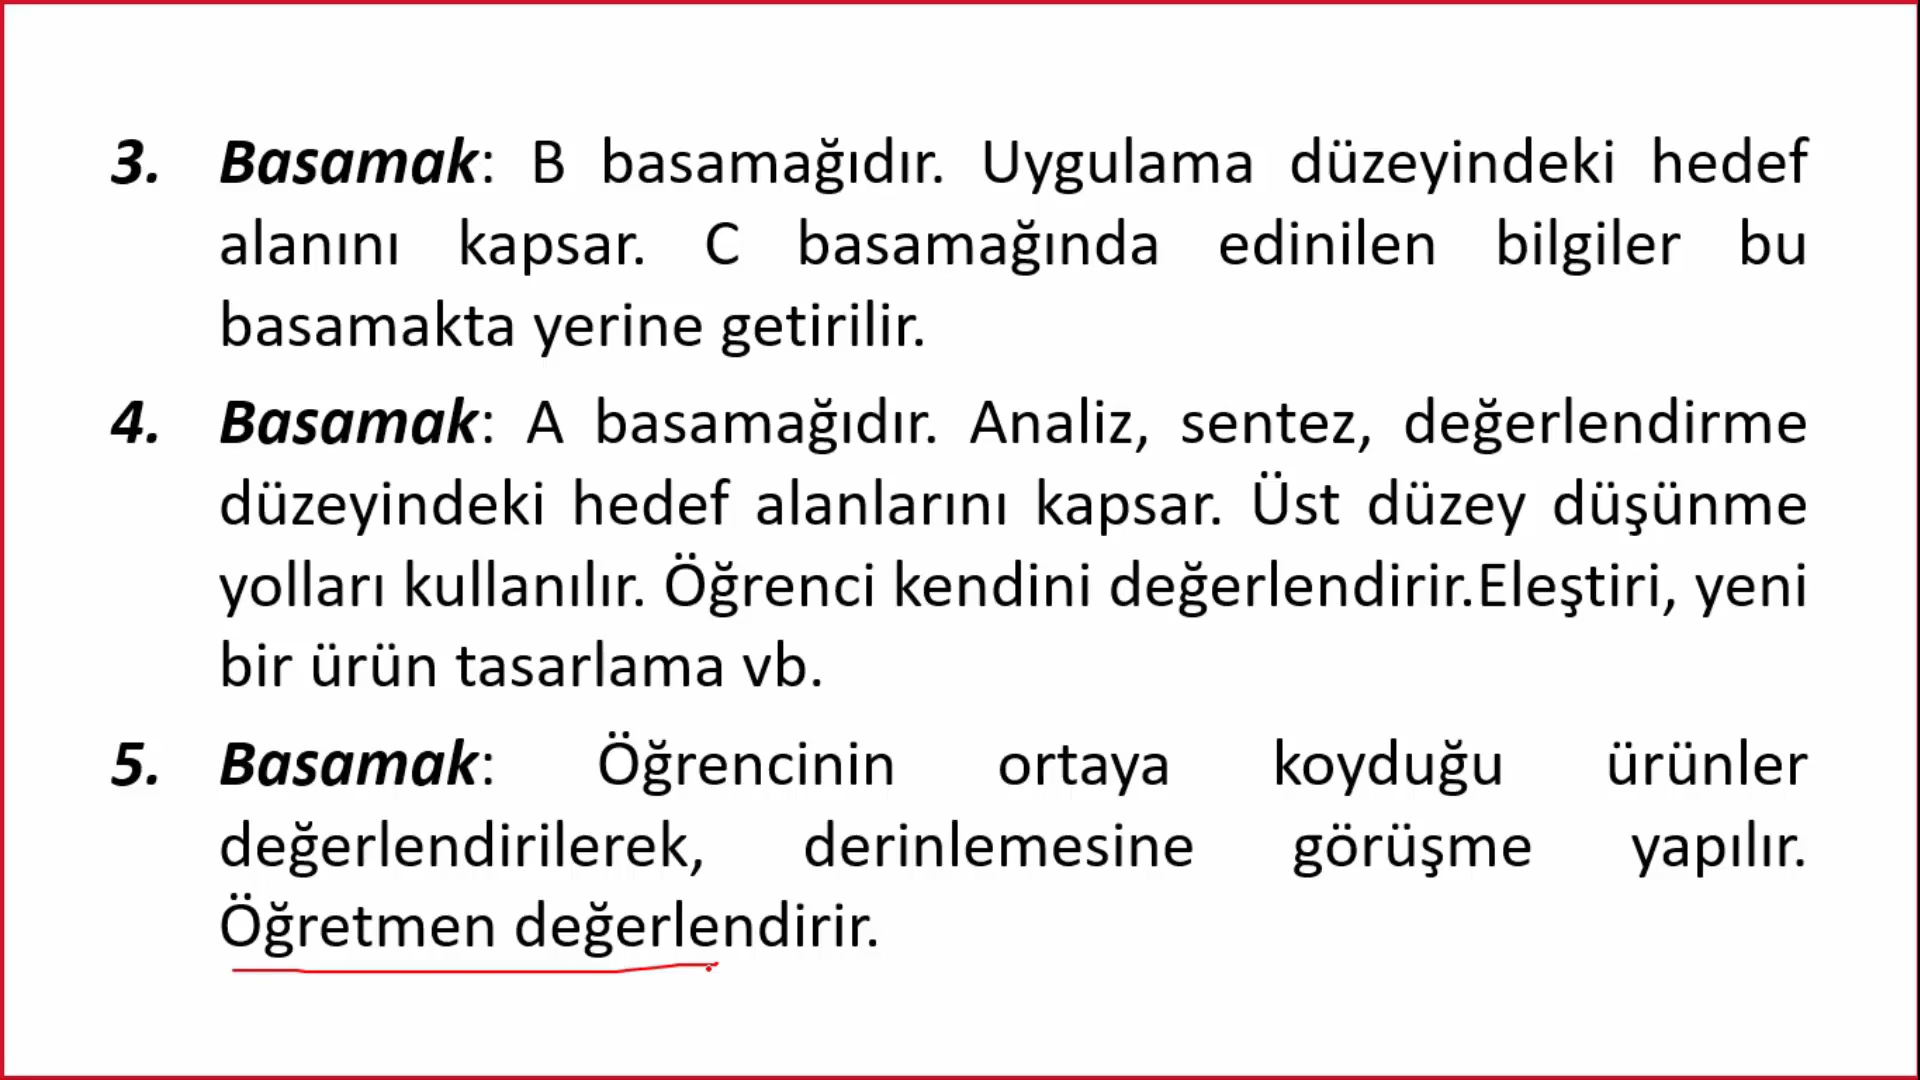 3. Basamak: B basamağıdır. Uygulama düzeyindeki hedef
alanını kapsar. C basamağında edinilen bilgiler bu
basamakta yerine getirilir.
4. Basamak: A basamağıdır. Analiz, sentez, değerlendirme
düzeyindeki hedef alanlarını kapsar. Üst düzey düşünme
yolları kullanılır. Öğrenci kendini değerlendirir.Eleştiri, yeni
bir ürün tasarlama vb.
5. Basamak: Öğrencinin ortaya koyduğu ürünler
değerlendirilerek, derinlemesine görüşme yapılır.
Öğretmen değerlendirir.